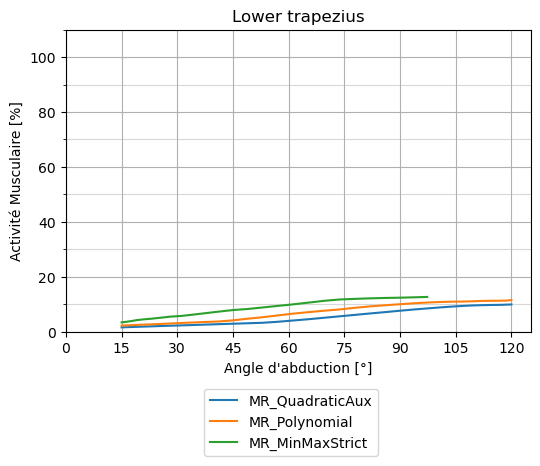 Lower trapezius
Activité Musculaire [%]
100
80
60
40
20
0
0 15 30 45 60 75 90 105 120
Angle d'abduction [°]
MR_QuadraticAux
MR_Polynomial
MR_MinMaxStrict